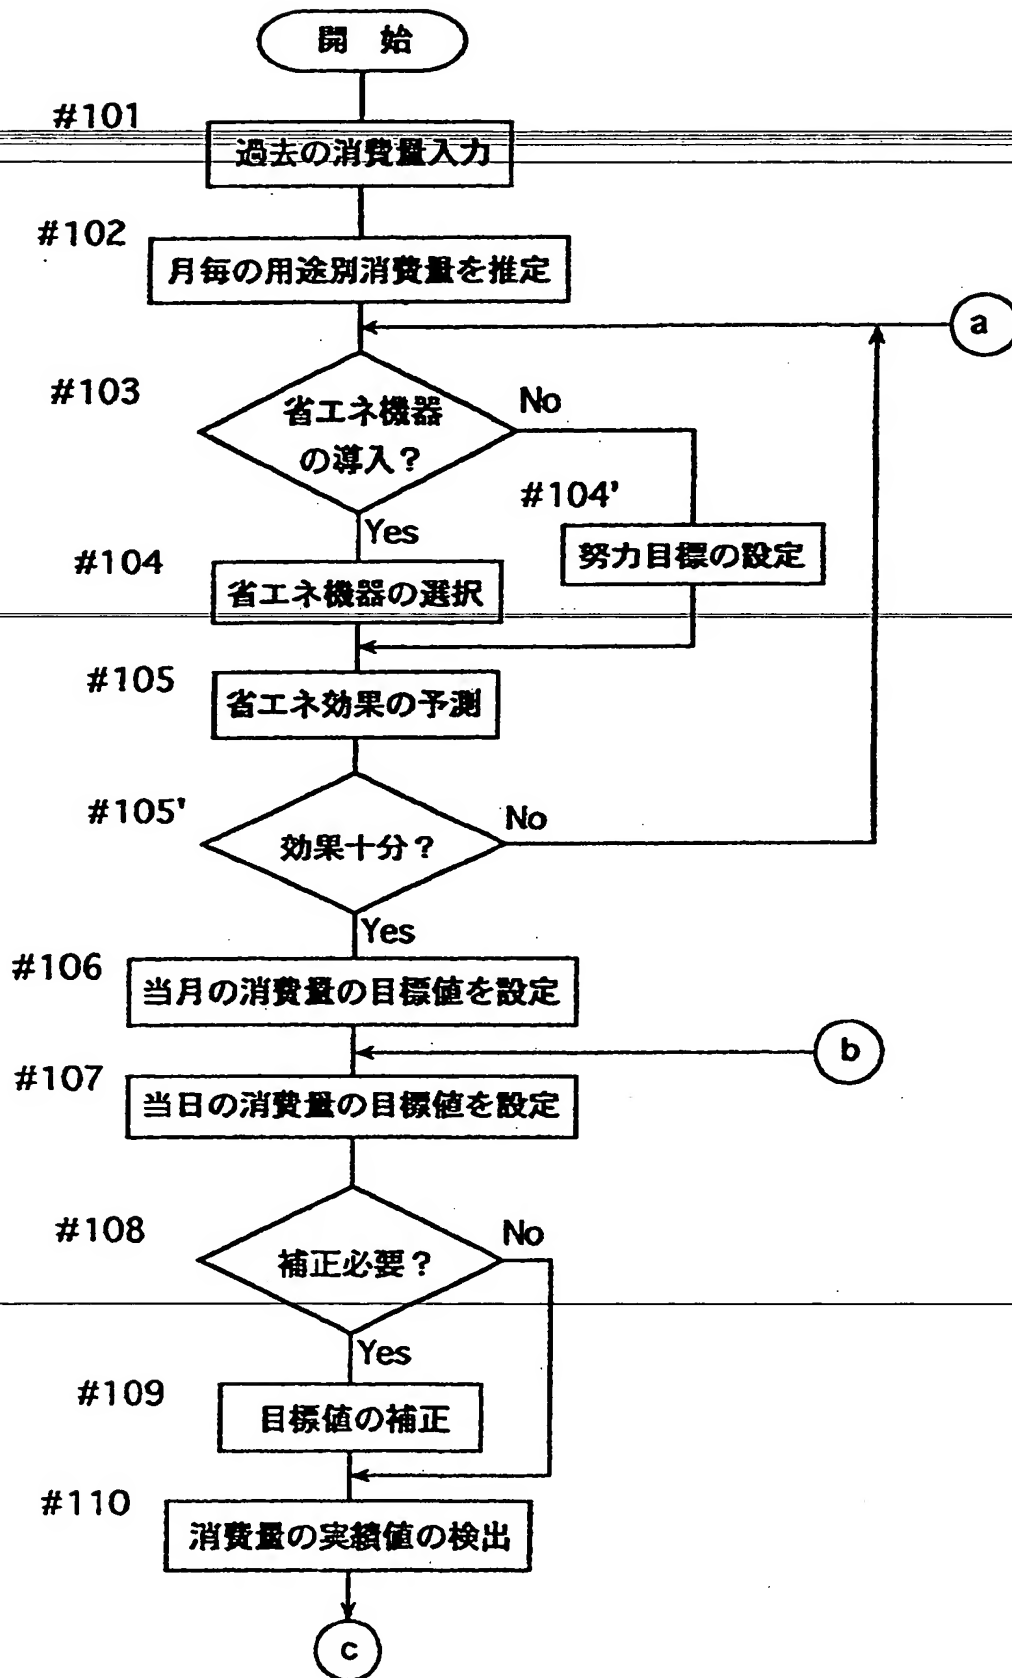 開 始
#101
過去の消費量入力
#102
月毎の用途別消費量を推定
a
#103
省エネ機器
の導入？
No
#104'
努力目標の設定
Yes
#104
省エネ機器の選択
#105
省エネ効果の予測
#105'
効果十分？
No
Yes
#106
当月の消費量の目標値を設定
b
#107
当日の消費量の目標値を設定
#108
補正必要？
No
Yes
#109
目標値の補正
#110
消費量の実績値の検出
c